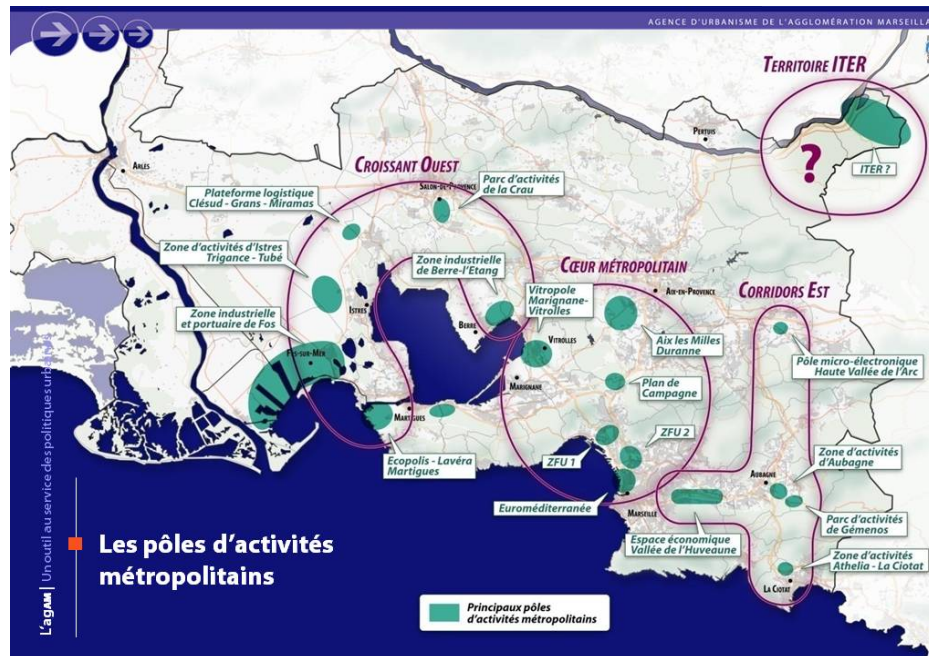 AGENCE D'URBANISME DE L'AGGLOMÉRATION MARSEILLA
TERRITOIRE ITER
PERTUIS
?
ITER ?
ARLES
CROISSANT OUEST
Plateforme logistique
Clésud - Grans - Miramas
SALON-DE-PROVENCE
Parc d'activités
de la Crau
Zone d'activités d'Istres
Trigance - Tubé
Zone industrielle
de Berre-l'Etang
CŒUR MÉTROPOLITAIN
Vitropole
Marignane-
Vitrolles
AIX-EN-PROVENCE
CORRIDORS EST
Zone industrielle
et portuaire de Fos
ISTRES
BERRE
VITROLLES
Aix les Milles
Duranne
Pôle micro-électronique
Haute Vallée de l'Arc
FOS-SUR-MER
MARIGNANE
Plan de
Campagne
MARTIGUES
ZFU 2
ZFU 1
Ecopolis - Lavéra
Martigues
AUBAGNE
Zone d'activités
d'Aubagne
Euroméditerranée
MARSEILLE
Parc d'activités
de Gémenos
Espace économique
Vallée de l'Huveaune
Zone d'activités
Athelia - La Ciotat
LA CIOTAT
Les pôles d'activités
métropolitains
Principaux pôles
d'activités métropolitains
L'agAM | Un outil au service des politiques